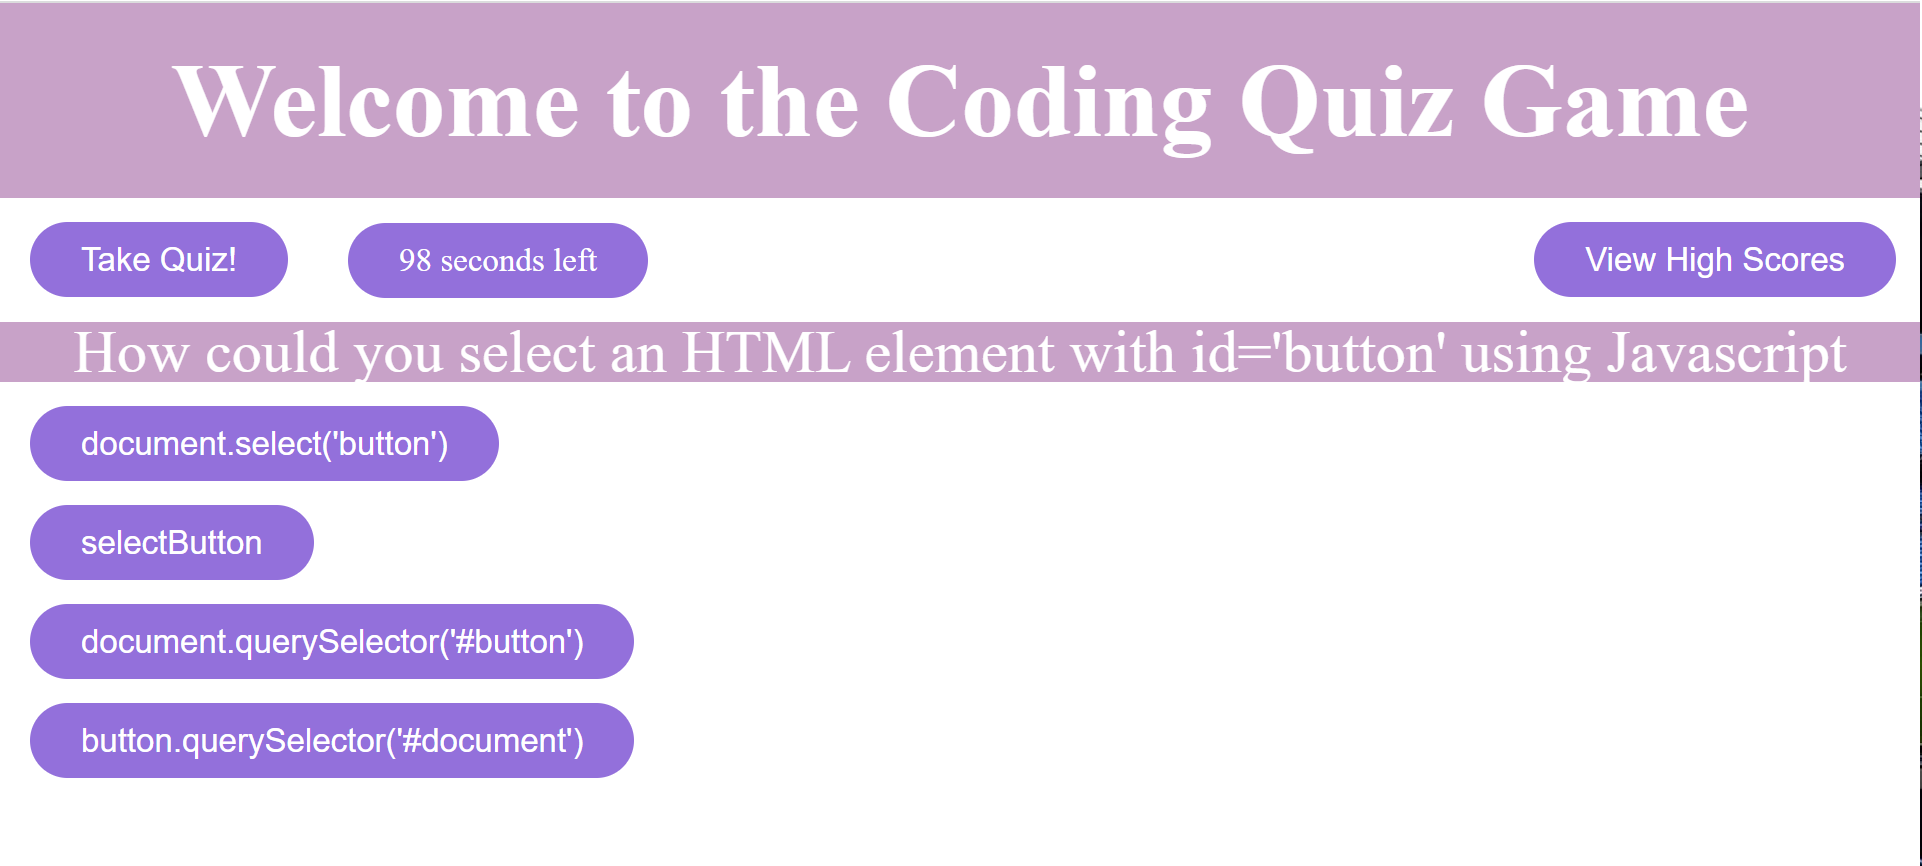 Welcome to the Coding Quiz Game
Take Quiz!
98 seconds left
View High Scores
How could you select an HTML element with id='button' using Javascript
document.select('button')
selectButton
document.querySelector('#button')
button.querySelector('#document')